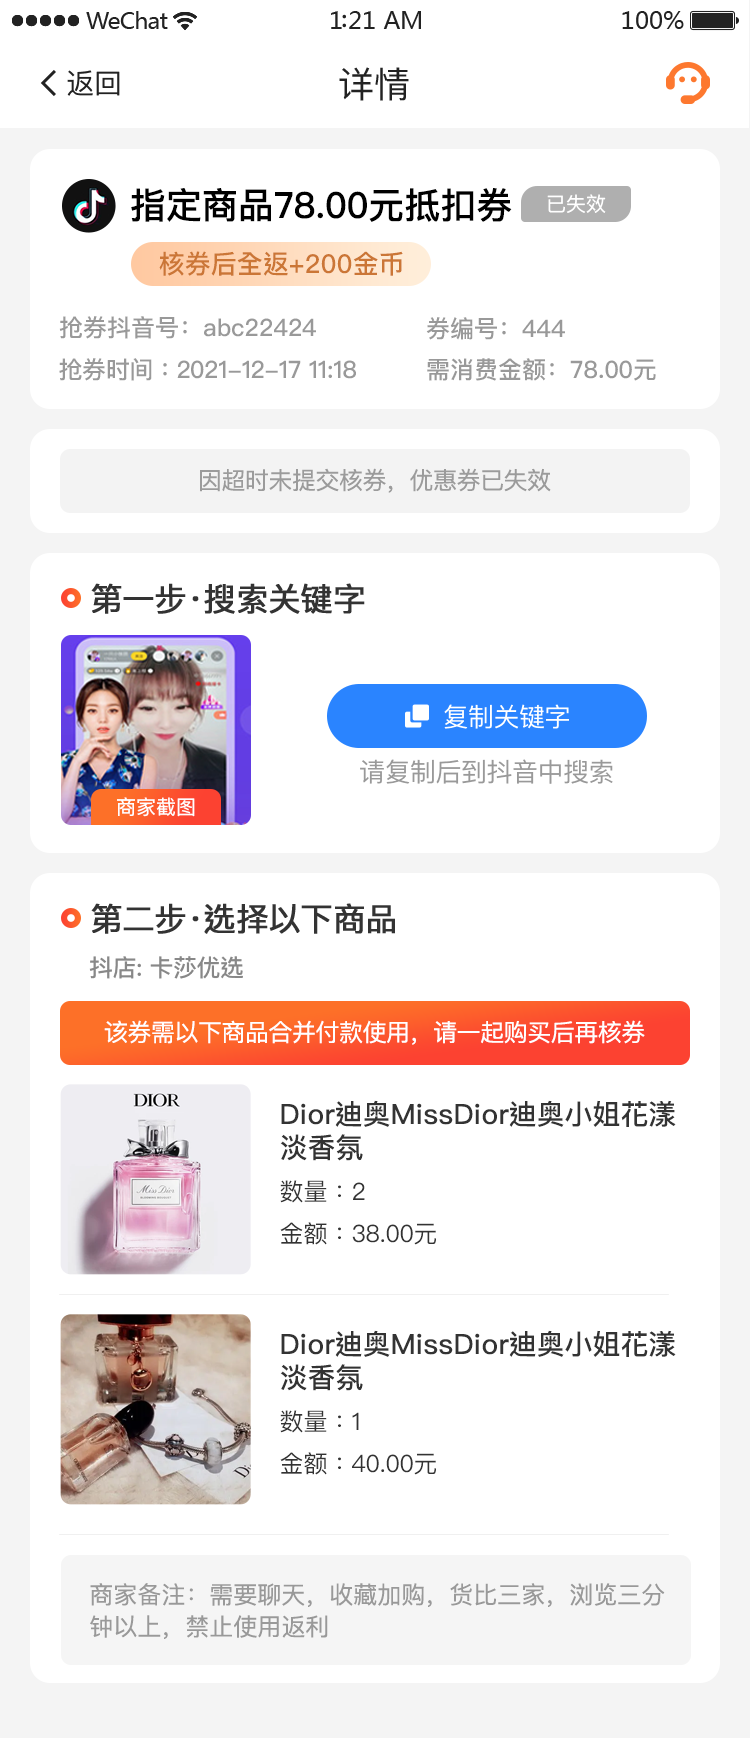 WeChat
1:21 AM
100%
返回
详情
指定商品78.00元抵扣券
已失效
核券后全返+200金币
抢券抖音号：abc22424
券编号：444
抢券时间：2021-12-17 11:18
需消费金额：78.00元
因超时未提交核券，优惠券已失效
第一步·搜索关键字
商家截图
复制关键字
请复制后到抖音中搜索
第二步·选择以下商品
抖店: 卡莎优选
该券需以下商品合并付款使用，请一起购买后再核券
DIOR
Miss Dior
Dior迪奥MissDior迪奥小姐花漾
淡香氛
数量：2
金额：38.00元
Dior迪奥MissDior迪奥小姐花漾
淡香氛
数量：1
金额：40.00元
商家备注：需要聊天，收藏加购，货比三家，浏览三分
钟以上，禁止使用返利